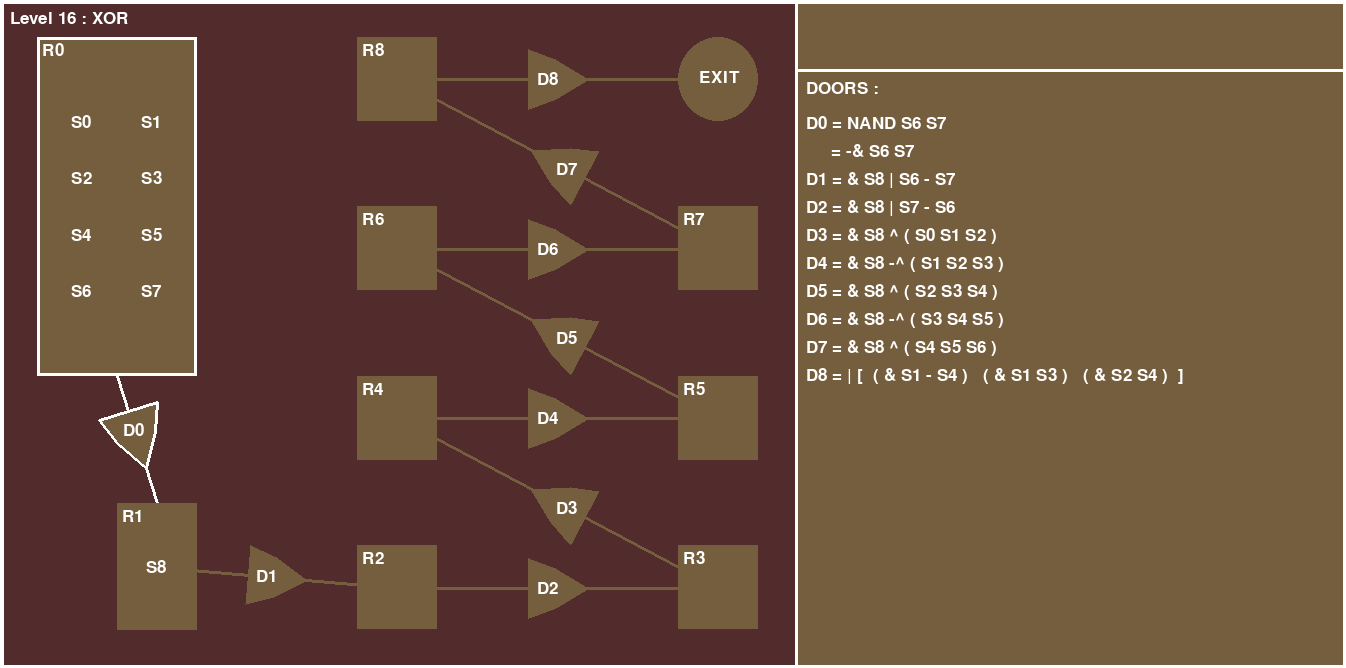 Level 16 : XOR
R0
S0 S1
S2 S3
S4 S5
S6 S7
D0
R1
S8
D1
R8
D8
EXIT
D7
R6
R7
D6
D5
R4
R5
D4
D3
R2
R3
D2
DOORS :
D0 = NAND S6 S7
= -& S6 S7
D1 = & S8 | S6 - S7
D2 = & S8 | S7 - S6
D3 = & S8 ^ ( S0 S1 S2 )
D4 = & S8 -^ ( S1 S2 S3 )
D5 = & S8 ^ ( S2 S3 S4 )
D6 = & S8 -^ ( S3 S4 S5 )
D7 = & S8 ^ ( S4 S5 S6 )
D8 = | [ ( & S1 - S4 ) ( & S1 S3 ) ( & S2 S4 ) ]